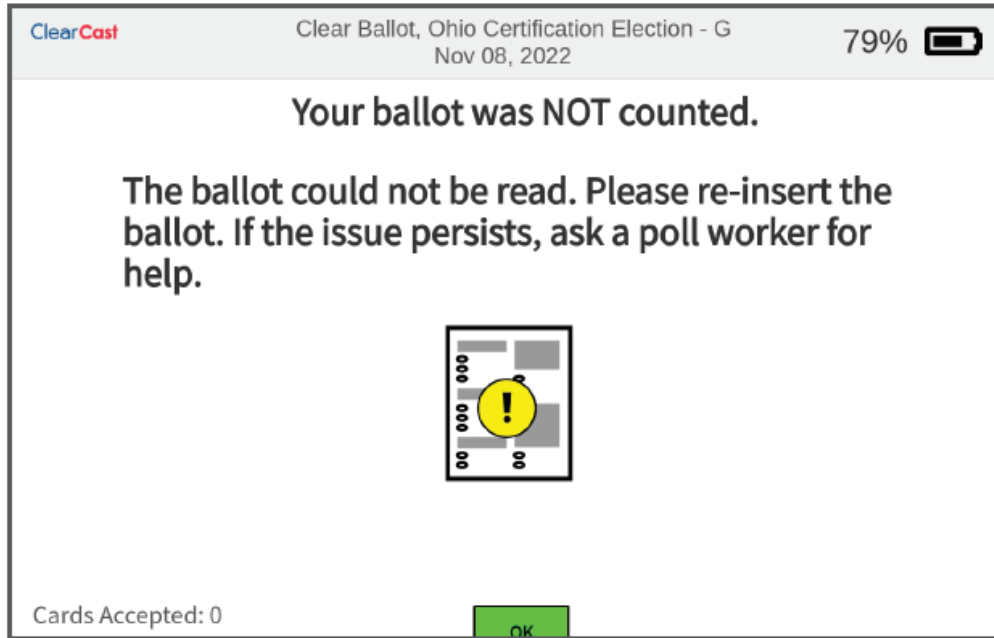 ClearCast
Clear Ballot, Ohio Certification Election - G
Nov 08, 2022
79%
Your ballot was NOT counted.
The ballot could not be read. Please re-insert the
ballot. If the issue persists, ask a poll worker for
help.
!
Cards Accepted: 0
OK